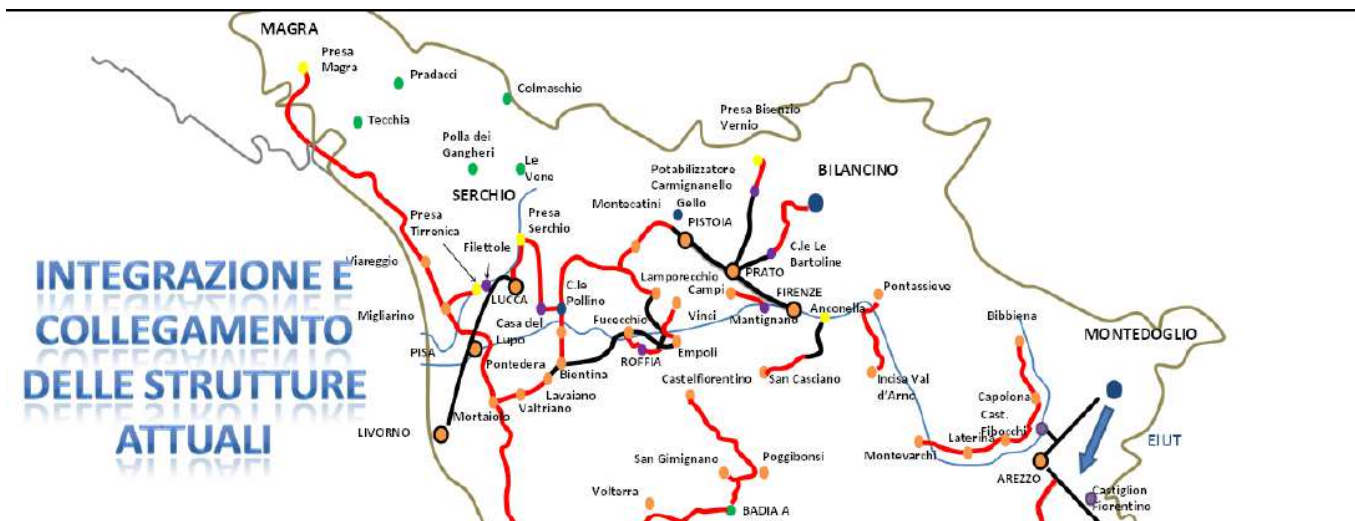 MAGRA
Presa
Magra
Pradacci
Colmaschio
Tecchia
Presa Bisenzio
Vernio
Polla dei
Gangheri
Le
Vene
SERCHIO
Potabilizzatore
Carmignanello
BILANCINO
Montecatini
Gello
PISTOIA
Presa
Tirrenica
Filettole
Presa
Serchio
C.le Le
Bartoline
INTEGRAZIONE E
COLLEGAMENTO
DELLE STRUTTURE
ATTUALI
Viareggio
LUCCA
C.le
Pollino
Lamporecchio
PRATO
Campi
FIRENZE
Pontassieve
Migliarino
Casa del
Lupo
Fucecchio
Vinci
Mantignano
Anconella
Bibbiena
MONTEDOGLIO
PISA
Pontedera
Bientina
ROFFIA
Empoli
Castelfiorentino
San Casciano
Incisa Val
d'Arno
Lavaiano
Valtriano
Mortaiolo
LIVORNO
Capolona
Cast.
Fibocchi
Laterina
Montevarchi
EIUT
San Gimignano
Poggibonsi
AREZZO
Volterra
BADIA A
Castiglion
Fiorentino